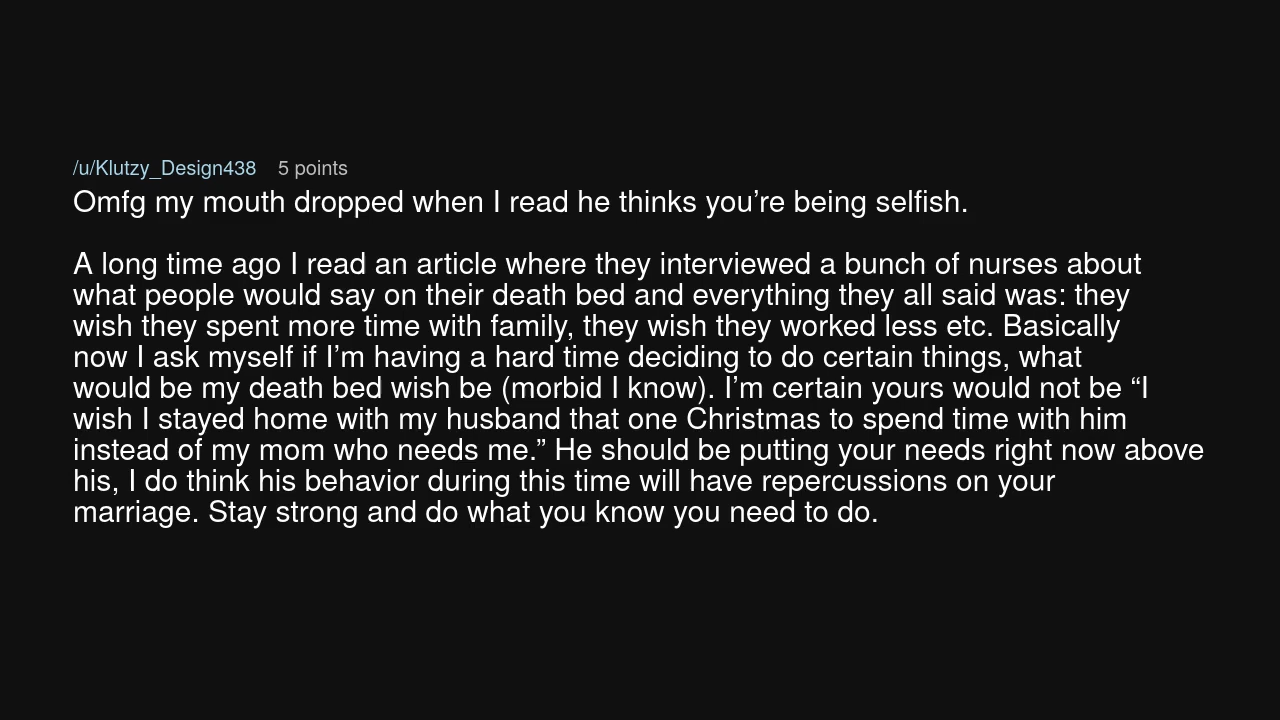 /u/Klutzy_Design438 5 points
Omfg my mouth dropped when I read he thinks you’re being selfish.
A long time ago I read an article where they interviewed a bunch of nurses about
what people would say on their death bed and everything they all said was: they
wish they spent more time with family, they wish they worked less etc. Basically
now I ask myself if I’m having a hard time deciding to do certain things, what
would be my death bed wish be (morbid I know). I’m certain yours would not be “I
wish I stayed home with my husband that one Christmas to spend time with him
instead of my mom who needs me.” He should be putting your needs right now above
his, I do think his behavior during this time will have repercussions on your
marriage. Stay strong and do what you know you need to do.